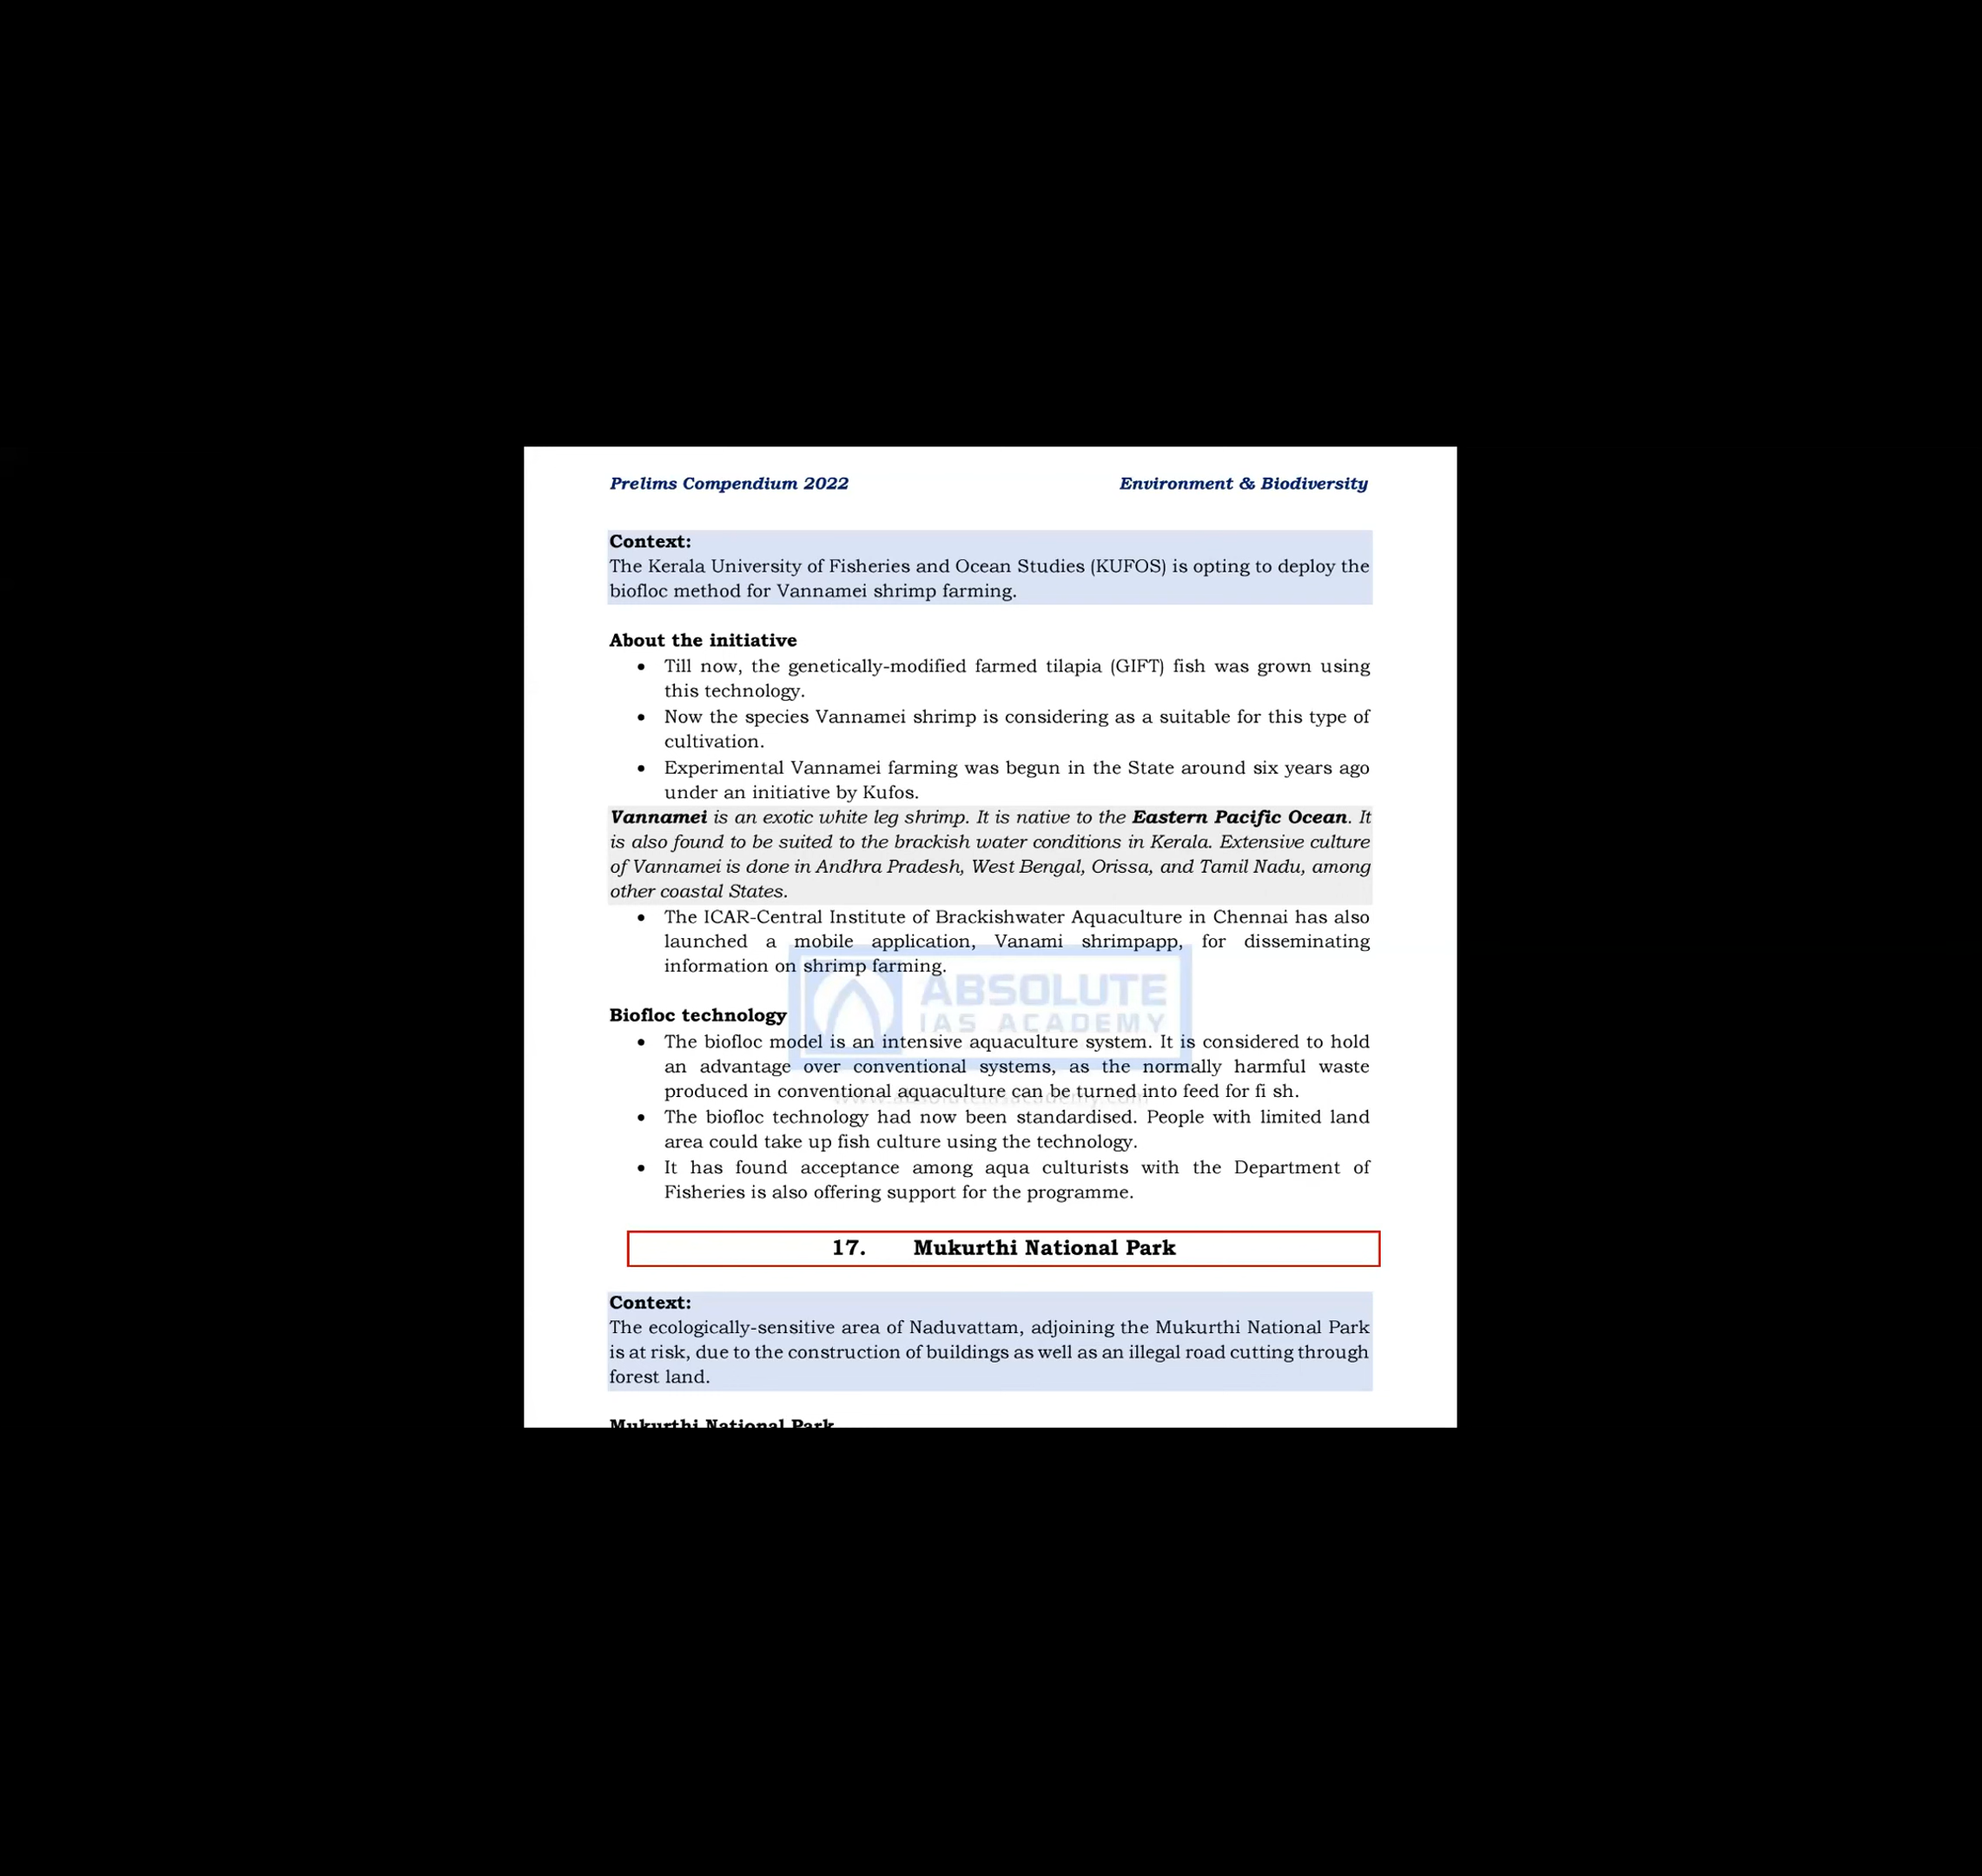 Prelims Compendium 2022 Environment & Biodiversity
Context:
The Kerala University of Fisheries and Ocean Studies (KUFOS) is opting to deploy the
biofloc method for Vannamei shrimp farming.
About the initiative
• Till now, the genetically-modified farmed tilapia (GIFT) fish was grown using
this technology.
• Now the species Vannamei shrimp is considering as a suitable for this type of
cultivation.
• Experimental Vannamei farming was begun in the State around six years ago
under an initiative by Kufos.
Vannamei is an exotic white leg shrimp. It is native to the Eastern Pacific Ocean. It
is also found to be suited to the brackish water conditions in Kerala. Extensive culture
of Vannamei is done in Andhra Pradesh, West Bengal, Orissa, and Tamil Nadu, among
other coastal States.
• The ICAR-Central Institute of Brackishwater Aquaculture in Chennai has also
launched a mobile application, Vanami shrimpapp, for disseminating
information on shrimp farming.
ABSOLUTE
IAS ACADEMY
Biofloc technology
• The biofloc model is an intensive aquaculture system. It is considered to hold
an advantage over conventional systems, as the normally harmful waste
produced in conventional aquaculture can be turned into feed for fi sh.
www.absoluteiasacademy.com
• The biofloc technology had now been standardised. People with limited land
area could take up fish culture using the technology.
• It has found acceptance among aqua culturists with the Department of
Fisheries is also offering support for the programme.
17. Mukurthi National Park
Context:
The ecologically-sensitive area of Naduvattam, adjoining the Mukurthi National Park
is at risk, due to the construction of buildings as well as an illegal road cutting through
forest land.
Mukurthi National Park